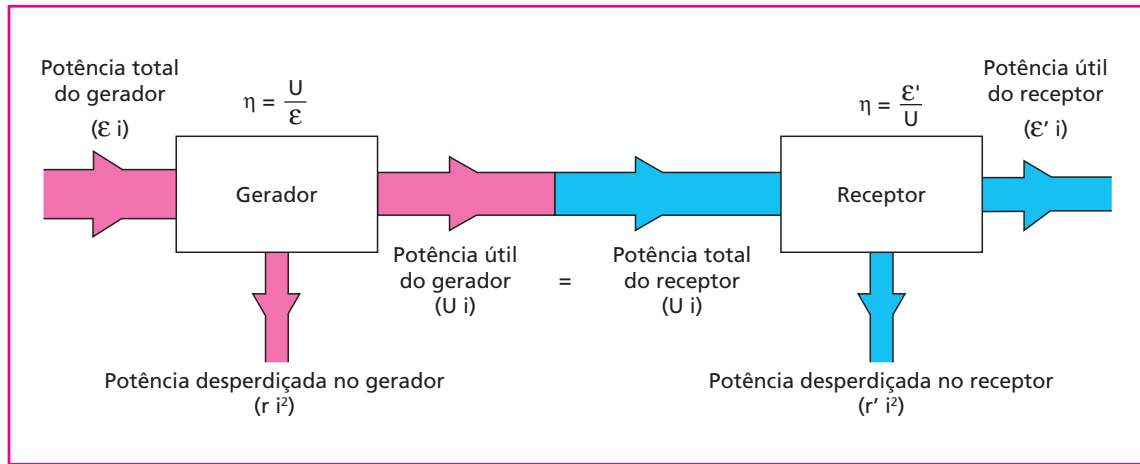 Potência total
do gerador
(Ɛ i)
η = U/Ɛ
Gerador
Potência útil
do gerador
(U i)
=
Potência total
do receptor
(U i)
η = Ɛ'/U
Receptor
Potência útil
do receptor
(Ɛ′ i)
Potência desperdiçada no gerador
(r i²)
Potência desperdiçada no receptor
(r′ i²)